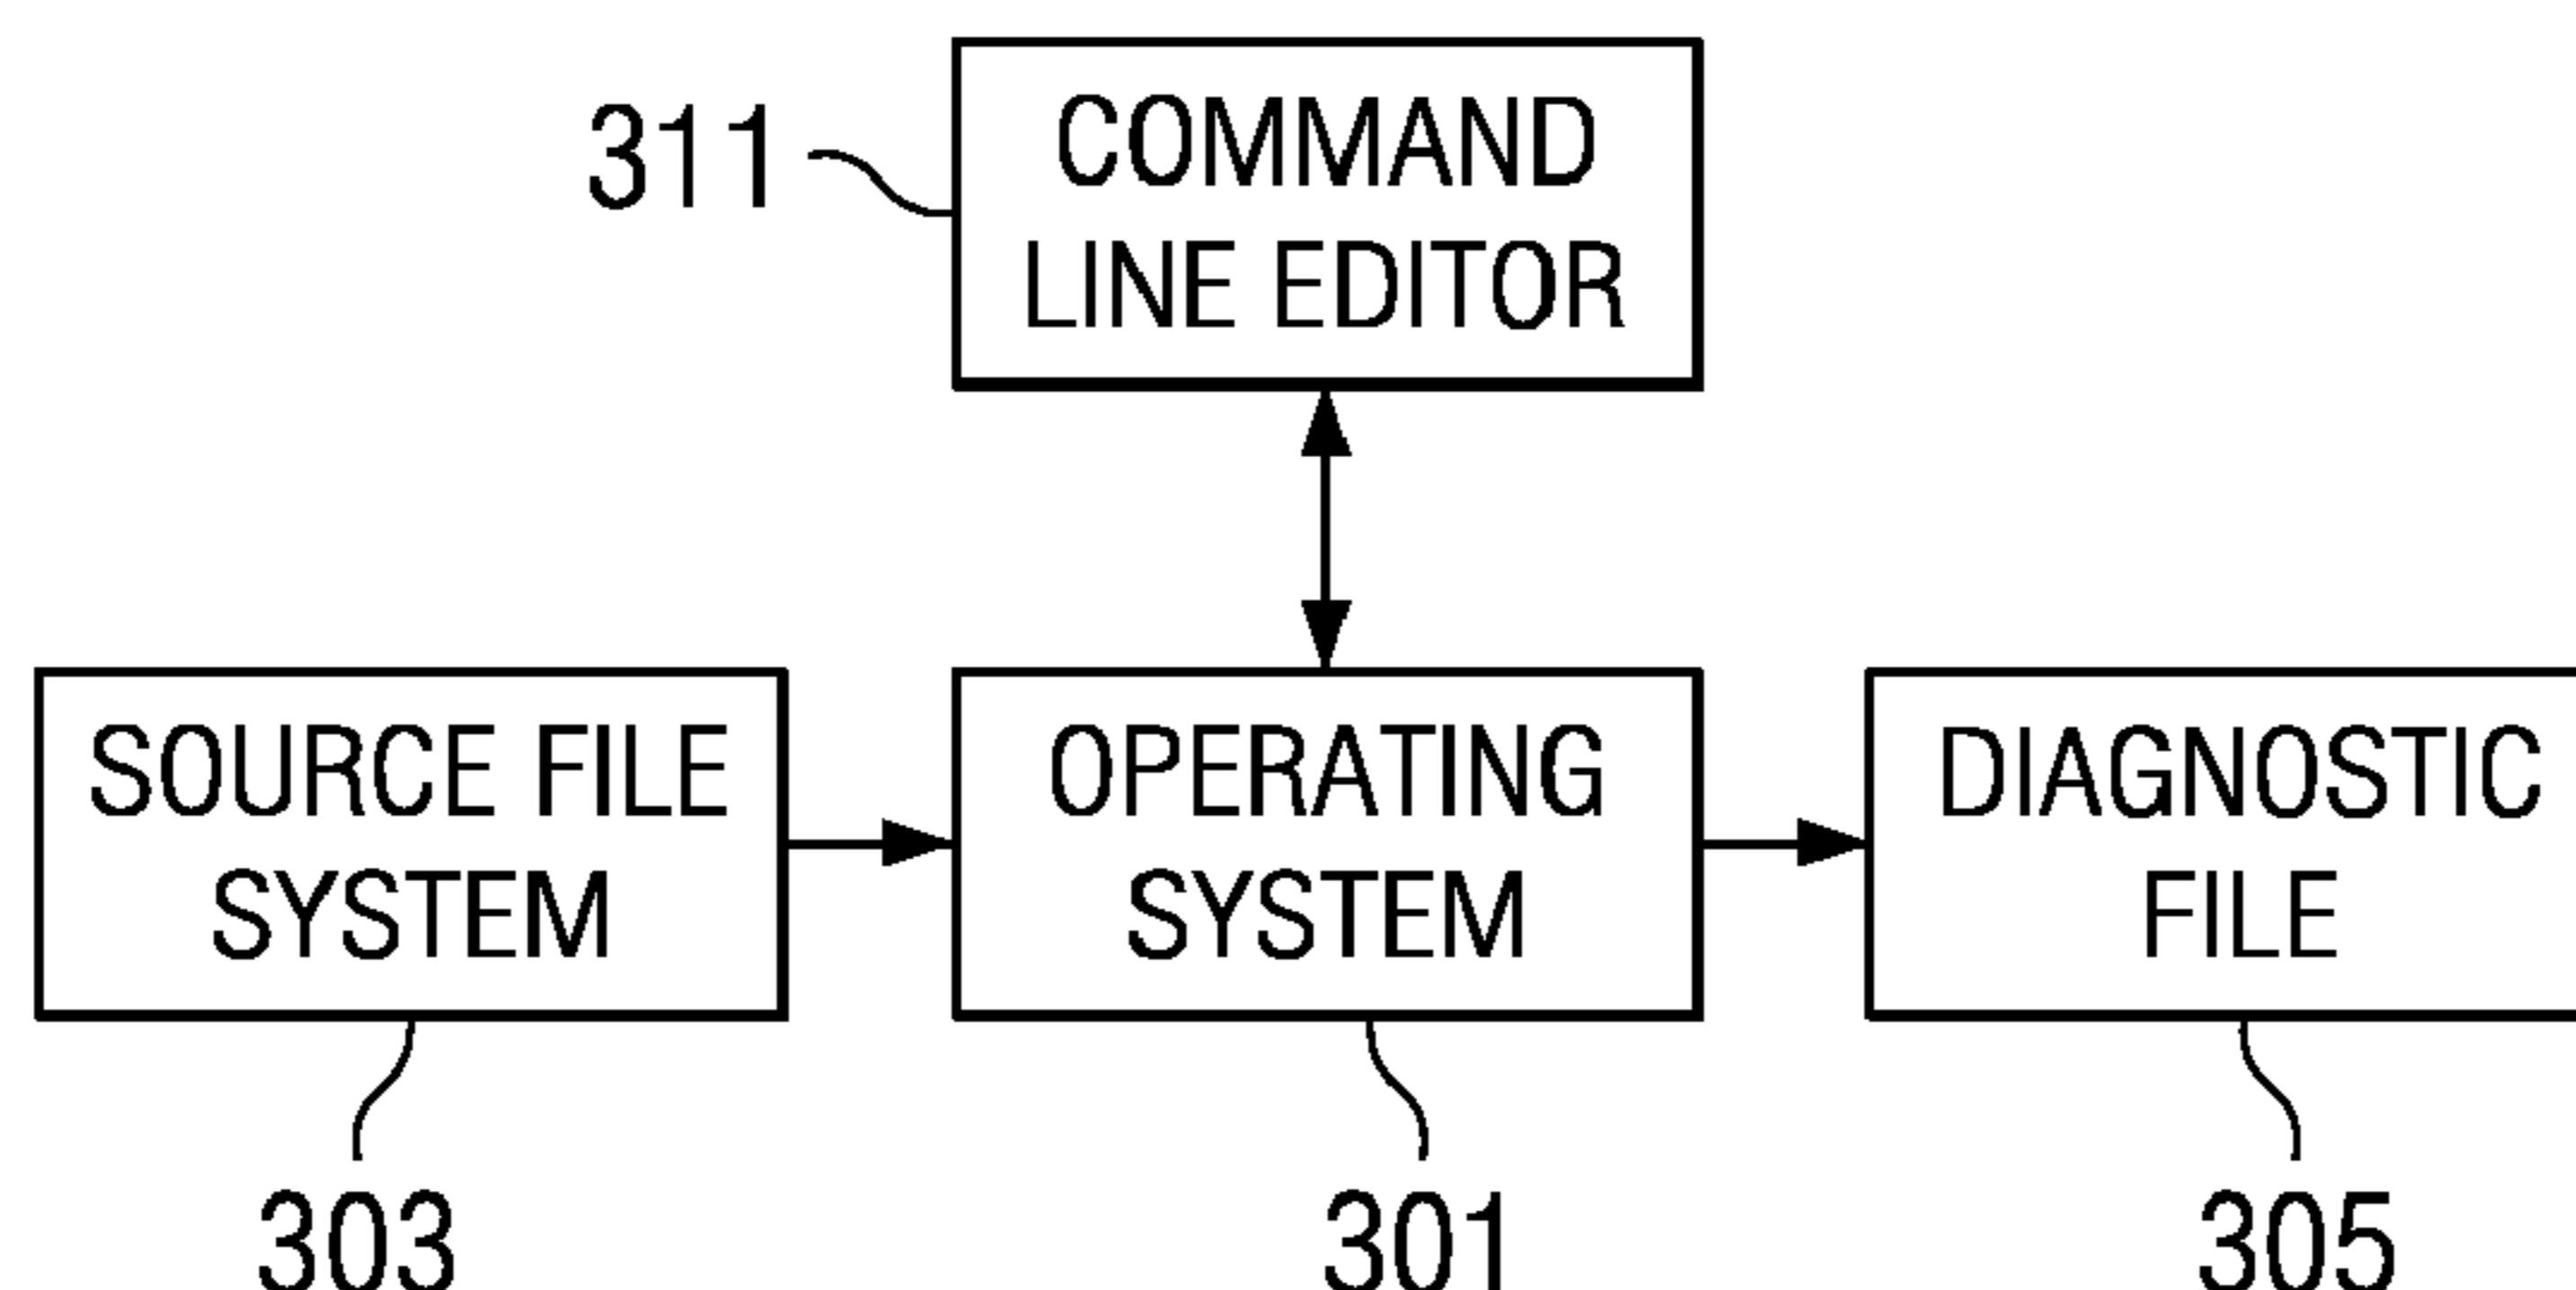 311
COMMAND
LINE EDITOR
SOURCE FILE
SYSTEM
OPERATING
SYSTEM
DIAGNOSTIC
FILE
303
301
305